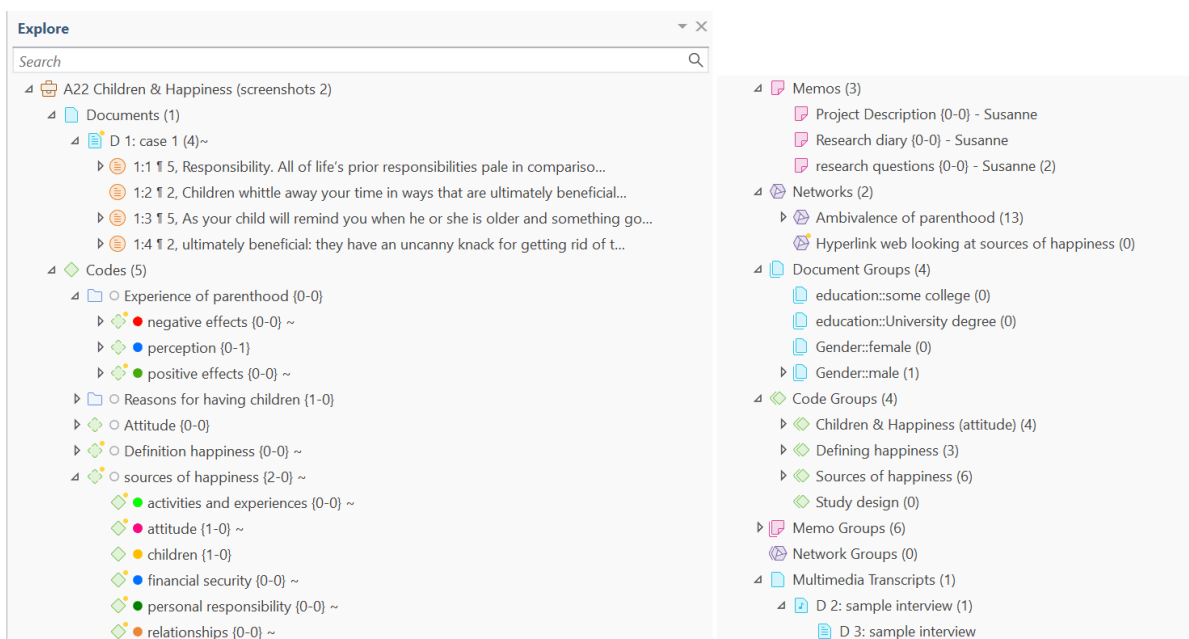 Explore
Search
A22 Children & Happiness (screenshots 2)
Documents (1)
D 1: case 1 (4)~
1:1 ¶ 5, Responsibility. All of life's prior responsibilities pale in compariso...
1:2 ¶ 2, Children whittle away your time in ways that are ultimately beneficial...
1:3 ¶ 5, As your child will remind you when he or she is older and something go...
1:4 ¶ 2, ultimately beneficial: they have an uncanny knack for getting rid of t...
Codes (5)
Experience of parenthood {0-0}
negative effects {0-0} ~
perception {0-1}
positive effects {0-0} ~
Reasons for having children {1-0}
Attitude {0-0}
Definition happiness {0-0} ~
sources of happiness {2-0} ~
activities and experiences {0-0} ~
attitude {1-0} ~
children {1-0}
financial security {0-0} ~
personal responsibility {0-0} ~
relationships {0-0} ~
Memos (3)
Project Description {0-0} - Susanne
Research diary {0-0} - Susanne
research questions {0-0} - Susanne (2)
Networks (2)
Ambivalence of parenthood (13)
Hyperlink web looking at sources of happiness (0)
Document Groups (4)
education::some college (0)
education::University degree (0)
Gender::female (0)
Gender::male (1)
Code Groups (4)
Children & Happiness (attitude) (4)
Defining happiness (3)
Sources of happiness (6)
Study design (0)
Memo Groups (6)
Network Groups (0)
Multimedia Transcripts (1)
D 2: sample interview (1)
D 3: sample interview